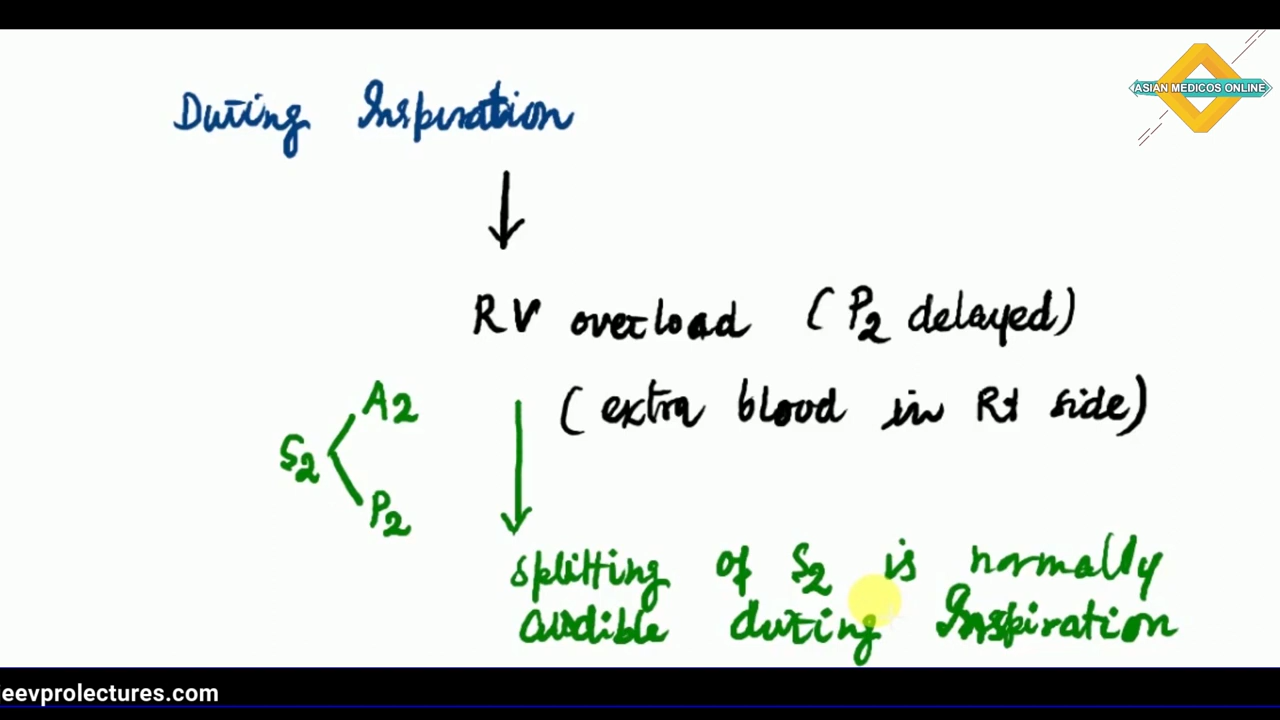 During Inspiration
ASIAN MEDICOS ONLINE
RV overload (P2 delayed)
(extra blood in Rt side)
A2
S2
P2
splitting of S2 is normally
audible during Inspiration
jeevprolectures.com